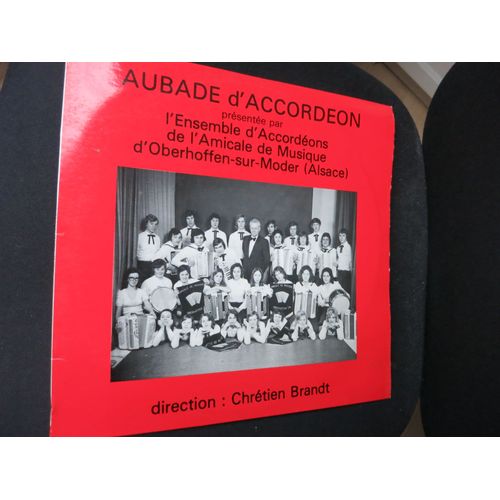 AUBADE d'ACCORDEON
présentée par
l'Ensemble d'Accordéons
de l'Amicale de Musique
d'Oberhoffen-sur-Moder (Alsace)
direction : Chrétien Brandt